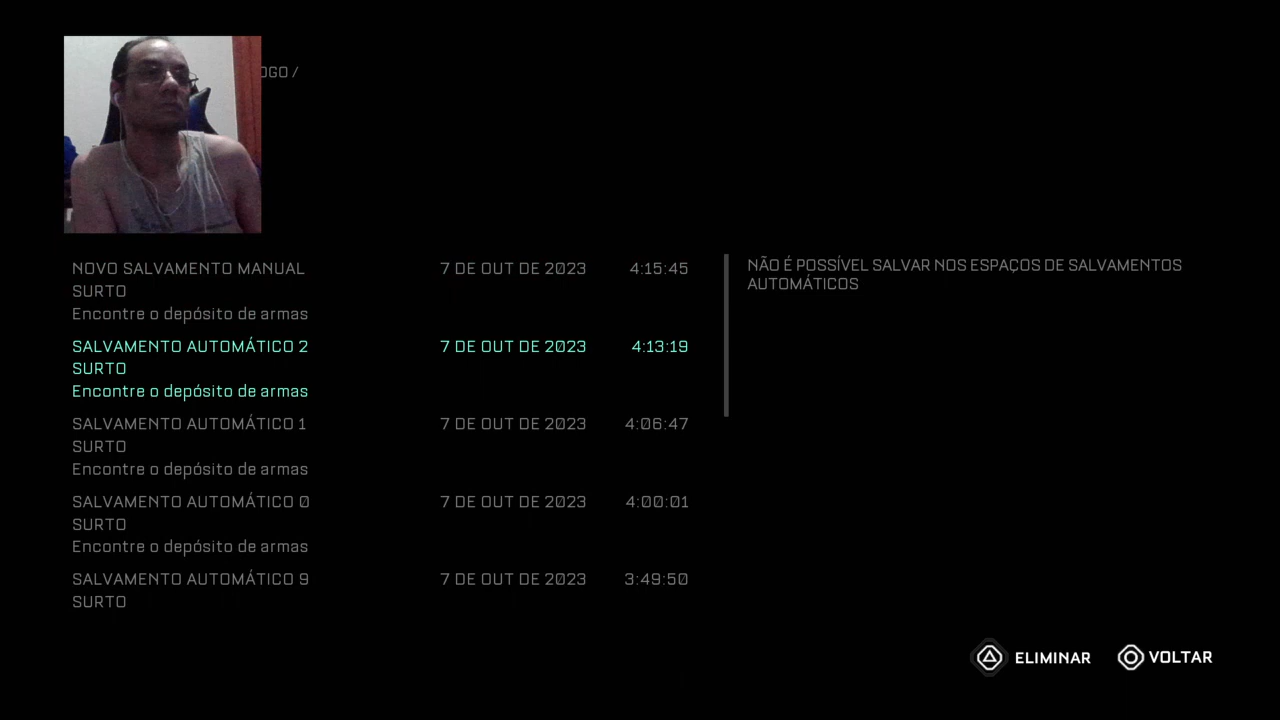 OGO /
NOVO SALVAMENTO MANUAL 7 DE OUT DE 2023 4:15:45
SURTO
Encontre o depósito de armas
SALVAMENTO AUTOMÁTICO 2 7 DE OUT DE 2023 4:13:19
SURTO
Encontre o depósito de armas
SALVAMENTO AUTOMÁTICO 1 7 DE OUT DE 2023 4:06:47
SURTO
Encontre o depósito de armas
SALVAMENTO AUTOMÁTICO 0 7 DE OUT DE 2023 4:00:01
SURTO
Encontre o depósito de armas
SALVAMENTO AUTOMÁTICO 9 7 DE OUT DE 2023 3:49:50
SURTO
NÃO É POSSÍVEL SALVAR NOS ESPAÇOS DE SALVAMENTOS
AUTOMÁTICOS
ELIMINAR VOLTAR